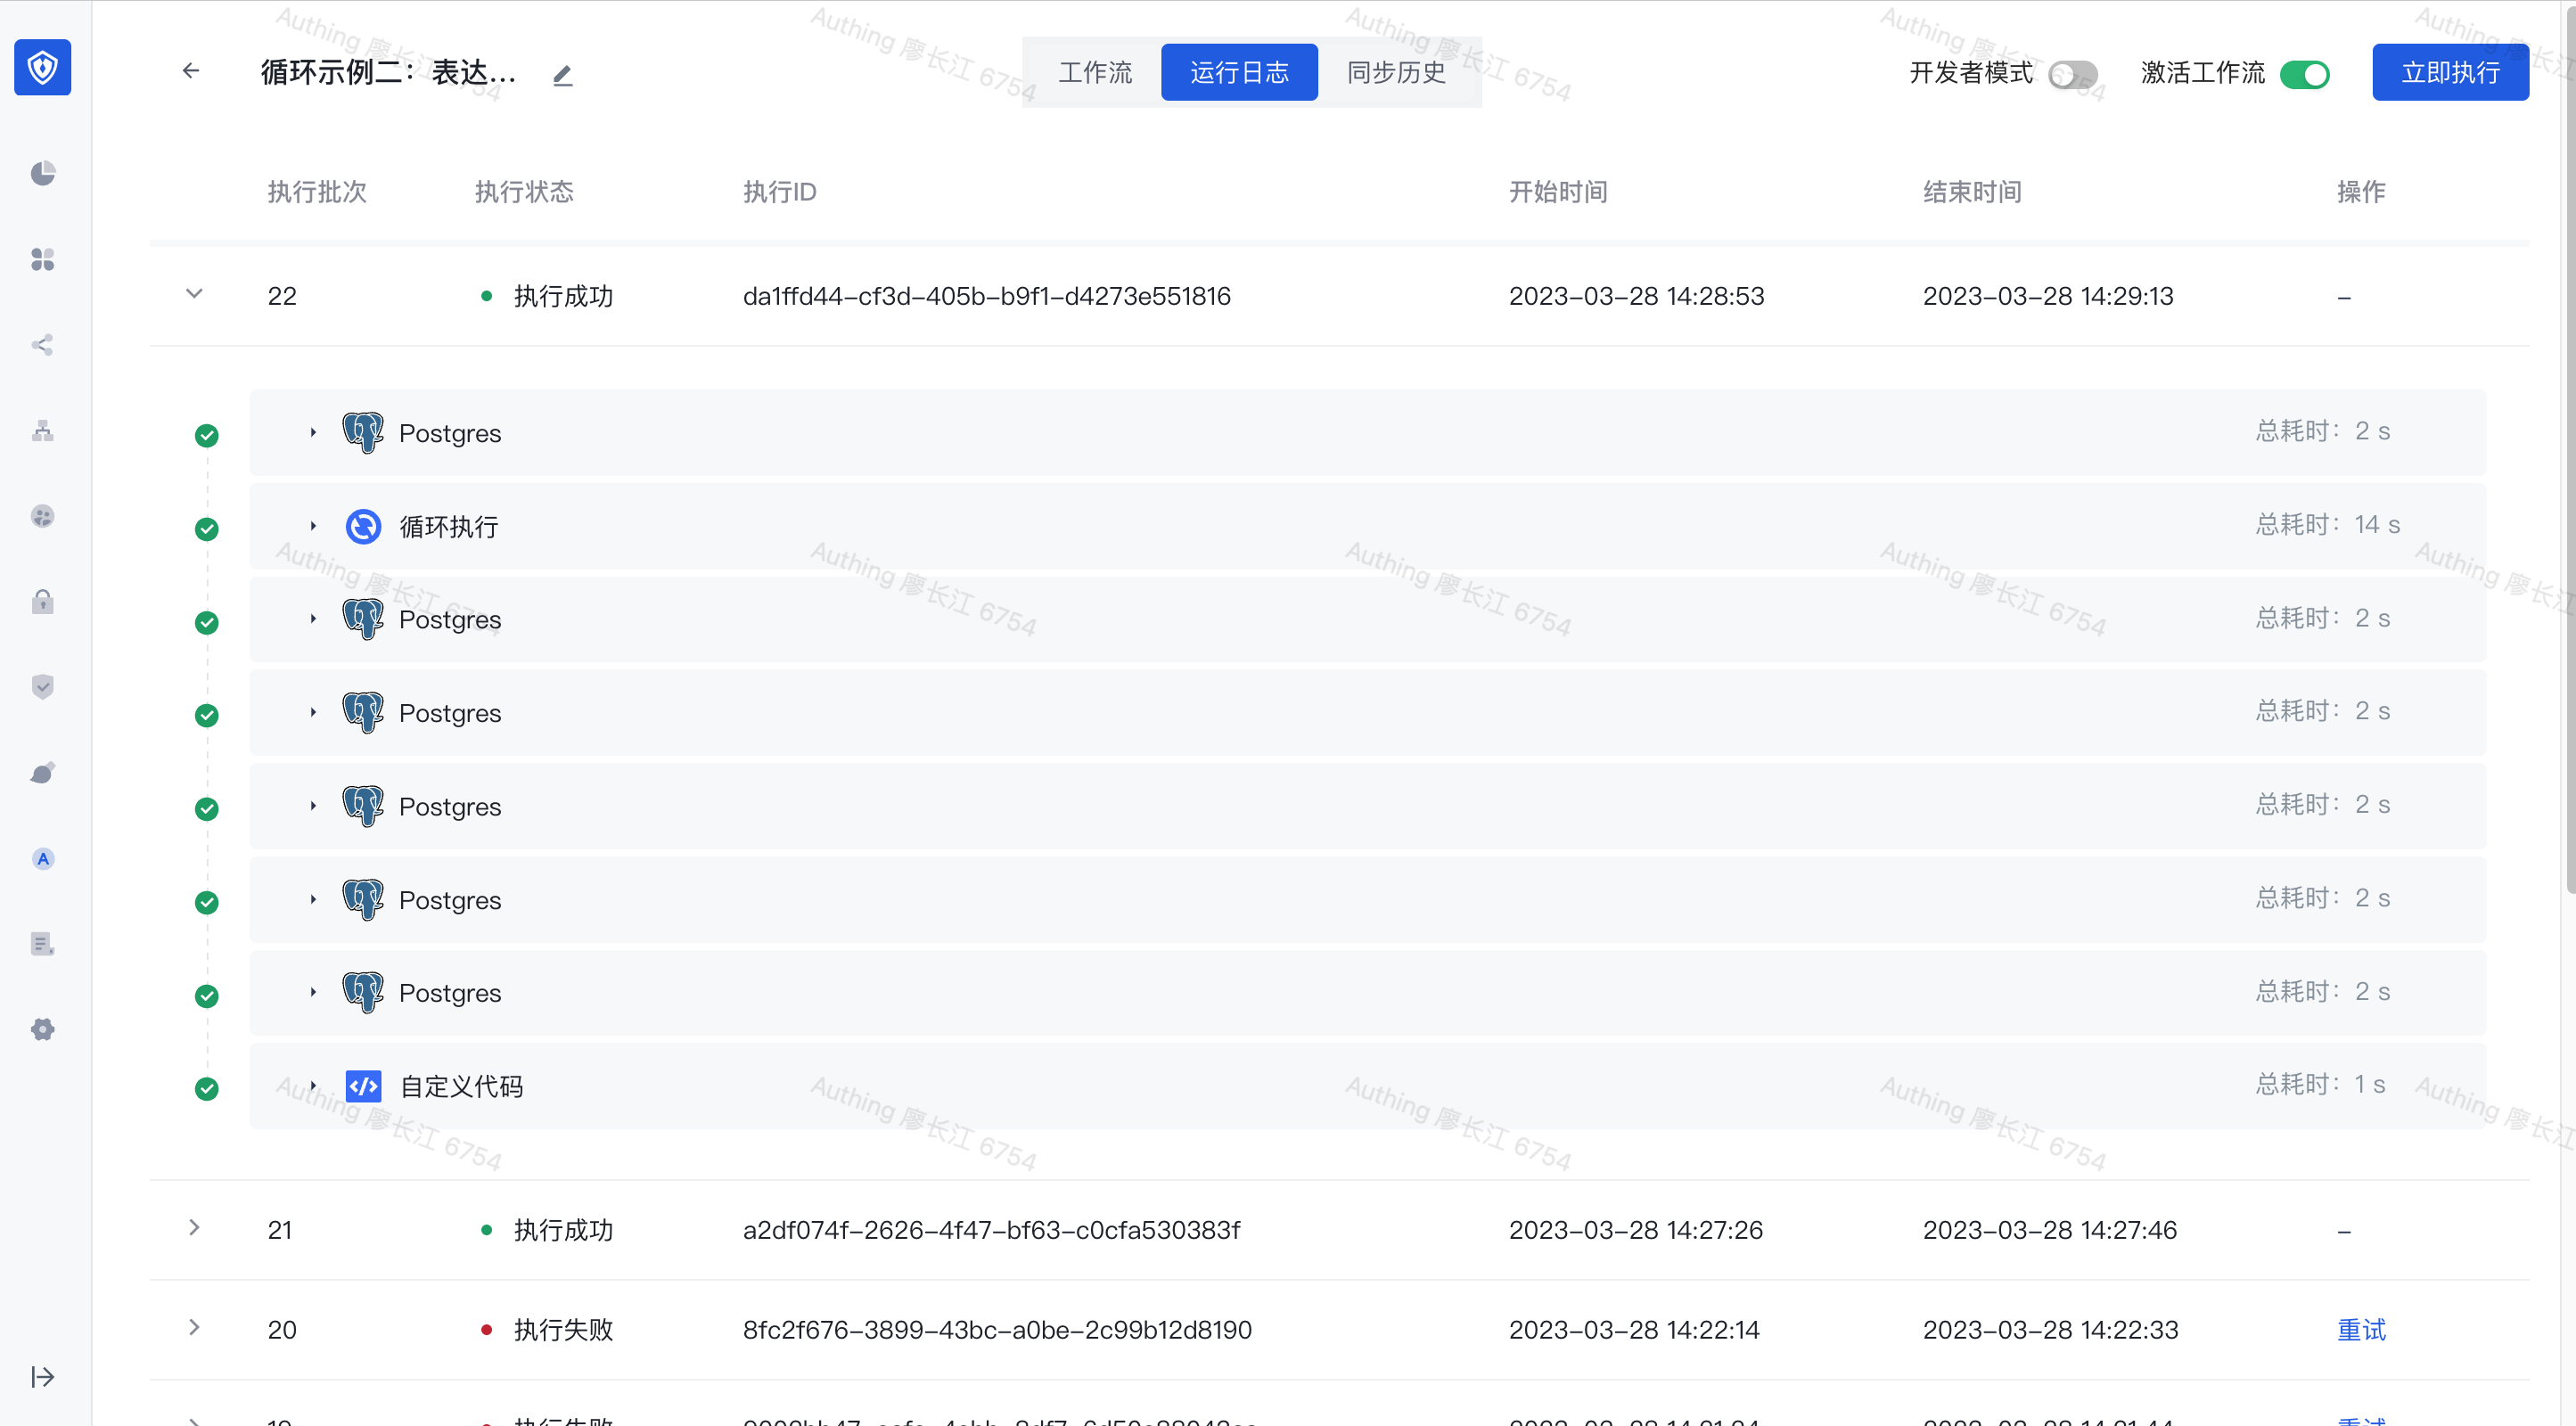 循环示例二：表达...
工作流 运行日志 同步历史
开发者模式 激活工作流 立即执行
执行批次 执行状态 执行ID 开始时间 结束时间 操作
22 执行成功 da1ffd44-cf3d-405b-b9f1-d4273e551816 2023-03-28 14:28:53 2023-03-28 14:29:13 -
Postgres 总耗时：2 s
循环执行 总耗时：14 s
Postgres 总耗时：2 s
Postgres 总耗时：2 s
Postgres 总耗时：2 s
Postgres 总耗时：2 s
Postgres 总耗时：2 s
自定义代码 总耗时：1 s
21 执行成功 a2df074f-2626-4f47-bf63-c0cfa530383f 2023-03-28 14:27:26 2023-03-28 14:27:46 -
20 执行失败 8fc2f676-3899-43bc-a0be-2c99b12d8190 2023-03-28 14:22:14 2023-03-28 14:22:33 重试
Authing 廖长江 6754